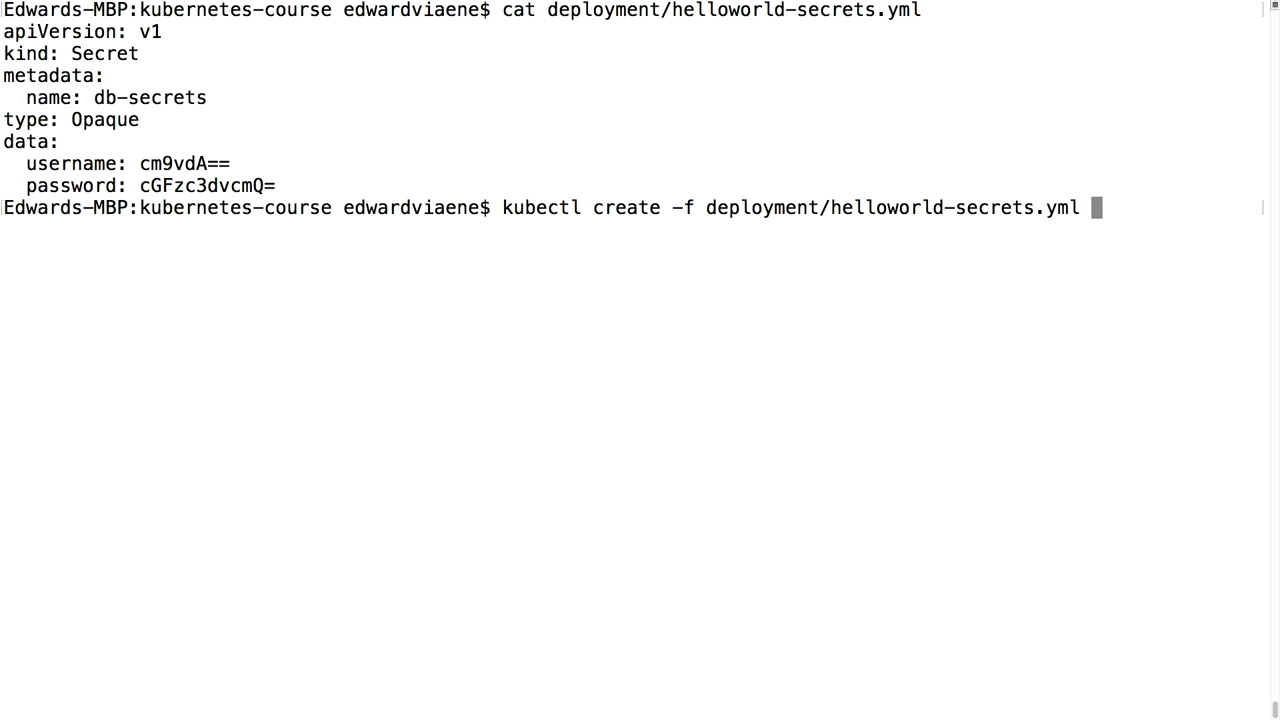 Edwards-MBP:kubernetes-course edwardviaene$ cat deployment/helloworld-secrets.yml
apiVersion: v1
kind: Secret
metadata:
  name: db-secrets
type: Opaque
data:
  username: cm9vdA==
  password: cGFzc3dvcmQ=
Edwards-MBP:kubernetes-course edwardviaene$ kubectl create -f deployment/helloworld-secrets.yml